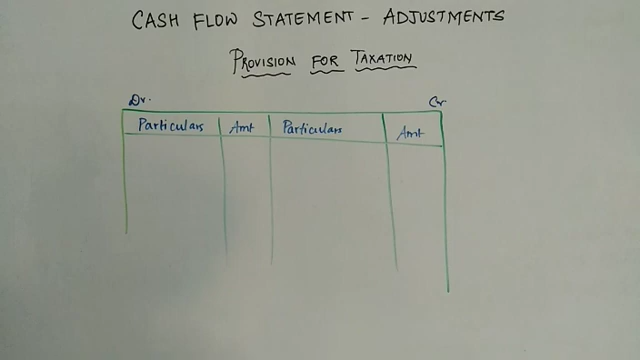 CASH FLOW STATEMENT - ADJUSTMENTS
PROVISION FOR TAXATION
Dr. Cr
Particulars Amt Particulars Amt